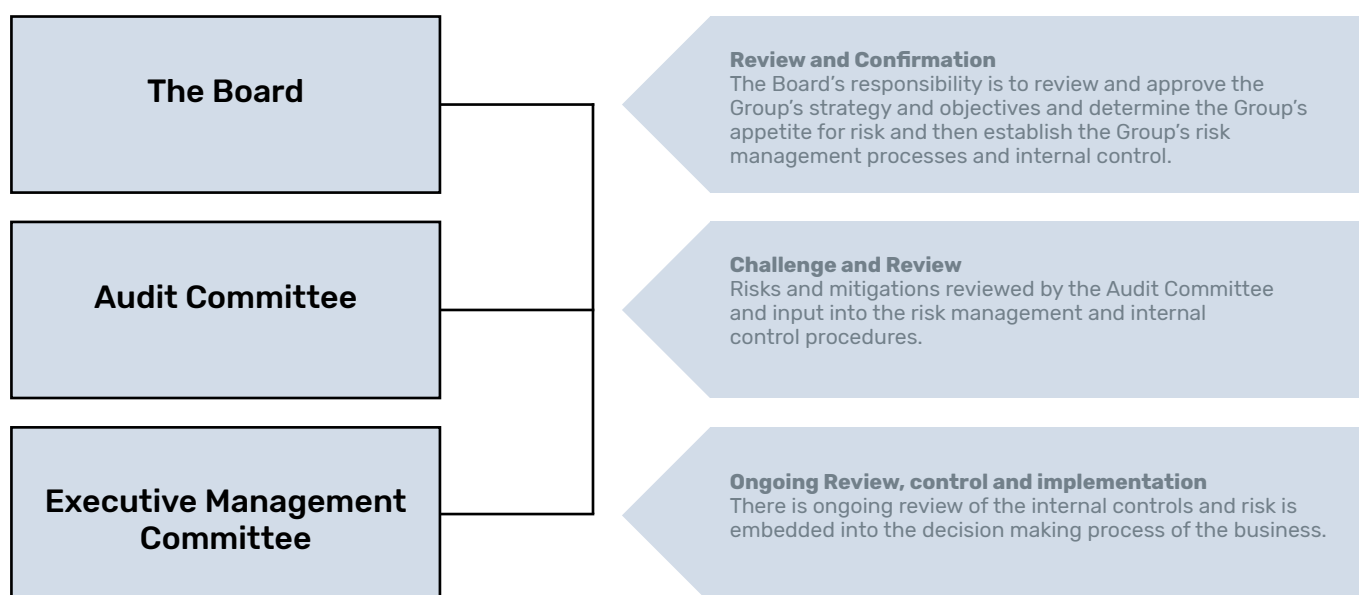 The Board
Review and Confirmation
The Board’s responsibility is to review and approve the
Group’s strategy and objectives and determine the Group’s
appetite for risk and then establish the Group’s risk
management processes and internal control.
Audit Committee
Challenge and Review
Risks and mitigations reviewed by the Audit Committee
and input into the risk management and internal
control procedures.
Executive Management
Committee
Ongoing Review, control and implementation
There is ongoing review of the internal controls and risk is
embedded into the decision making process of the business.